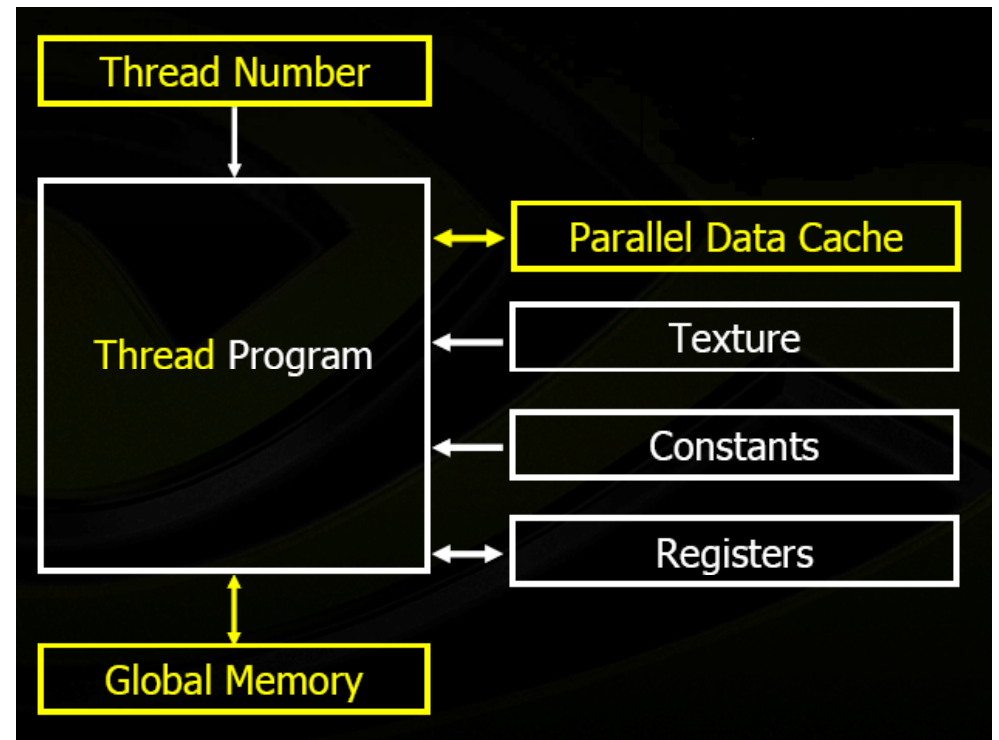 Thread Number
Parallel Data Cache
Texture
Thread Program
Constants
Registers
Global Memory